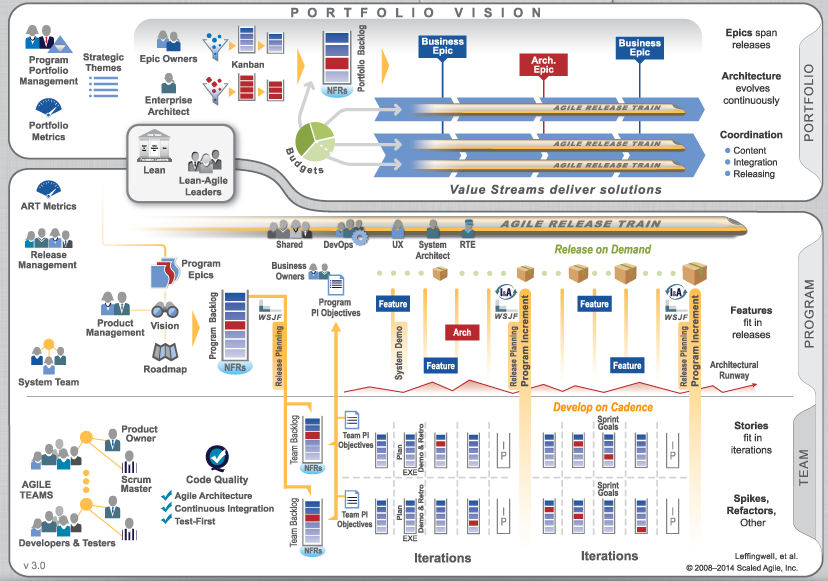 PORTFOLIO VISION
Program
Portfolio
Management
Strategic
Themes
Epic Owners
Kanban
Enterprise
Architect
Portfolio Backlog
NFRs
Business
Epic
Arch.
Epic
Business
Epic
Epics span
releases
Architecture
evolves
continuously
Coordination
Content
Integration
Releasing
PORTFOLIO
Portfolio
Metrics
Budgets
AGILE RELEASE TRAIN
AGILE RELEASE TRAIN
AGILE RELEASE TRAIN
Value Streams deliver solutions
Lean
Lean-Agile
Leaders
ART Metrics
Release
Management
AGILE RELEASE TRAIN
Shared
DevOps
UX
System
Architect
RTE
Release on Demand
Program
Epics
Business
Owners
Program
PI Objectives
Product
Management
Vision
Roadmap
Program Backlog
NFRs
WSJF
Release Planning
Feature
System Demo
Feature
Arch
I&A
WSJF
Release Planning
Program Increment
Feature
Feature
I&A
WSJF
Release Planning
Program Increment
Features
fit in
releases
Architectural
Runway
PROGRAM
System Team
Develop on Cadence
Product
Owner
Scrum
Master
AGILE
TEAMS
Developers & Testers
Code Quality
Agile Architecture
Continuous Integration
Test-First
Team Backlog
NFRs
Team PI
Objectives
Plan
EXE
Demo & Retro
I
P
Sprint
Goals
I
P
Stories
fit in
iterations
Team Backlog
NFRs
Team PI
Objectives
Plan
EXE
Demo & Retro
I
P
Sprint
Goals
I
P
Spikes,
Refactors,
Other
TEAM
Iterations
Iterations
v 3.0
Leffingwell, et al.
© 2008–2014 Scaled Agile, Inc.